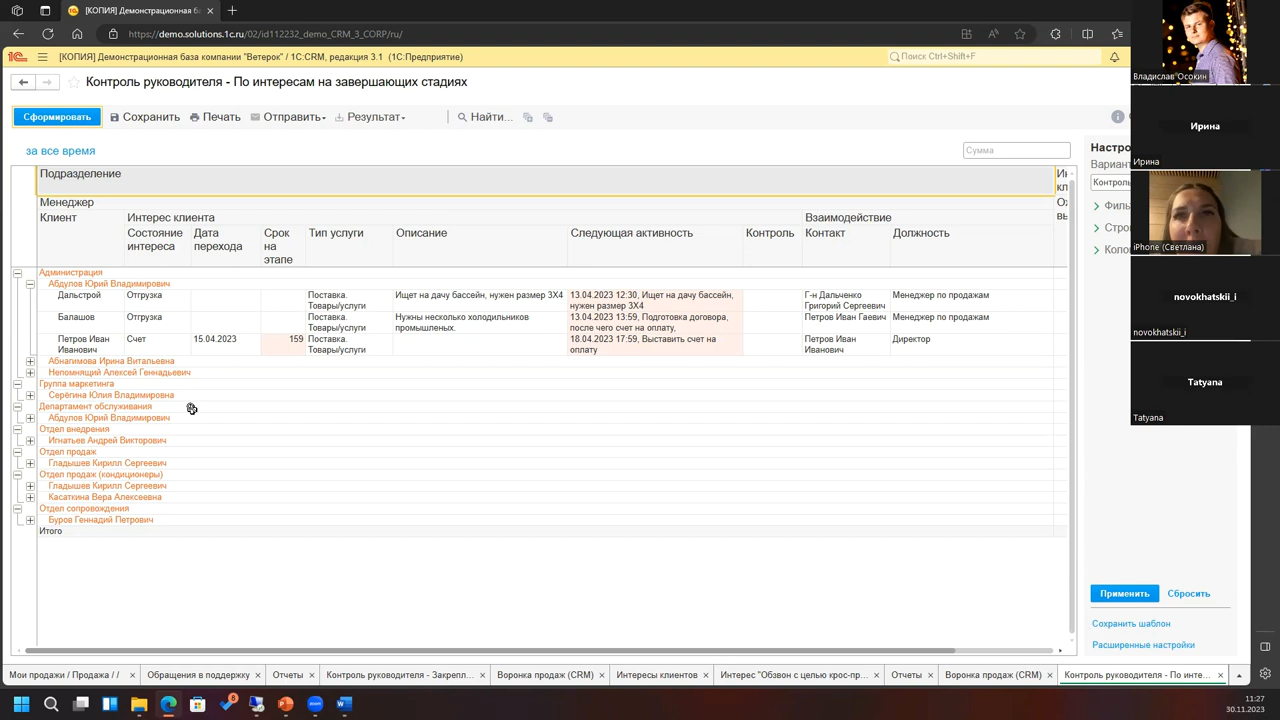 [КОПИЯ] Демонстрационная баз
https://demo.solutions.1c.ru/02/id112232_demo_CRM_3_CORP/ru/
[КОПИЯ] Демонстрационная база компании "Ветерок" / 1С:CRM, редакция 3.1 (1С:Предприятие)
Поиск Ctrl+Shift+F
Контроль руководителя - По интересам на завершающих стадиях
Сформировать
Сохранить
Печать
Отправить
Результат
Найти...
за все время
Сумма
Подразделение
Менеджер
Клиент
Интерес клиента
Взаимодействие
Состояние интереса
Дата перехода
Срок на этапе
Тип услуги
Описание
Следующая активность
Контроль
Контакт
Должность
Администрация
Абдулов Юрий Владимирович
Дальстрой Отгрузка Поставка. Ищет на дачу бассейн, нужен размер 3Х4 13.04.2023 12:30, Ищет на дачу бассейн, Г-н Дальченко Менеджер по продажам
Товары/услуги нужен размер 3Х4 Григорий Сергеевич
Балашов Отгрузка Поставка. Нужны несколько холодильников 13.04.2023 13:59, Подготовка договора, Петров Иван Гаевич Менеджер по продажам
Товары/услуги промышленых. после чего счет на оплату,
Петров Иван Счет 15.04.2023 159 Поставка. 18.04.2023 17:59, Выставить счет на Петров Иван Директор
Иванович Товары/услуги оплату Иванович
Абнагимова Ирина Витальевна
Непомнящий Алексей Геннадьевич
Группа маркетинга
Серёгина Юлия Владимировна
Департамент обслуживания
Абдулов Юрий Владимирович
Отдел внедрения
Игнатьев Андрей Викторович
Отдел продаж
Гладышев Кирилл Сергеевич
Отдел продаж (кондиционеры)
Гладышев Кирилл Сергеевич
Касаткина Вера Алексеевна
Отдел сопровождения
Буров Геннадий Петрович
Итого
Настро
Вариант
Контроль
Филь
Стро
Коло
Применить
Сбросить
Сохранить шаблон
Расширенные настройки
Владислав Осокин
Ирина
Ирина
iPhone (Светлана)
novokhatskii_i
novokhatskii_i
Tatyana
Tatyana
Мои продажи / Продажа / /
Обращения в поддержку
Отчеты
Контроль руководителя - Закрепл...
Воронка продаж (CRM)
Интересы клиентов
Интерес "Обзвон с целью крос-пр...
Отчеты
Воронка продаж (CRM)
Контроль руководителя - По инте...
8
11:27
30.11.2023